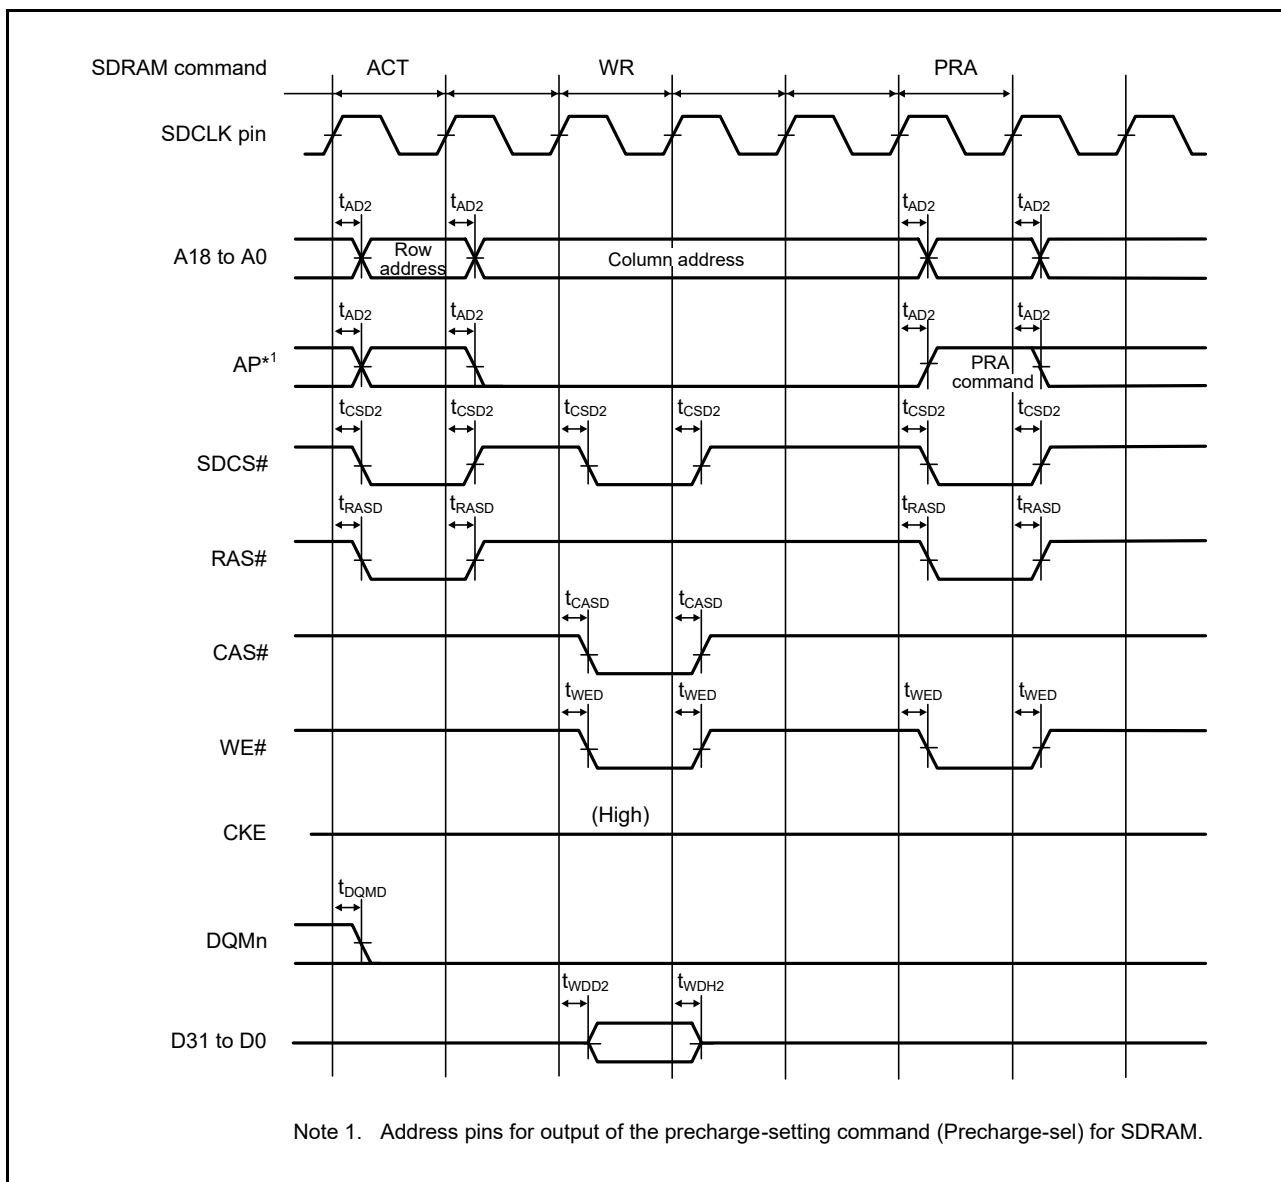 SDRAM command ACT WR PRA
SDCLK pin
tAD2 tAD2 tAD2 tAD2
A18 to A0 Row address Column address
tAD2 tAD2 tAD2 tAD2
AP*1 PRA command
tCSD2 tCSD2 tCSD2 tCSD2 tCSD2 tCSD2
SDCS#
tRASD tRASD tRASD tRASD
RAS#
tCASD tCASD
CAS#
tWED tWED tWED tWED
WE#
(High)
CKE
tDQMD
DQMn
tWDD2 tWDH2
D31 to D0
Note 1. Address pins for output of the precharge-setting command (Precharge-sel) for SDRAM.